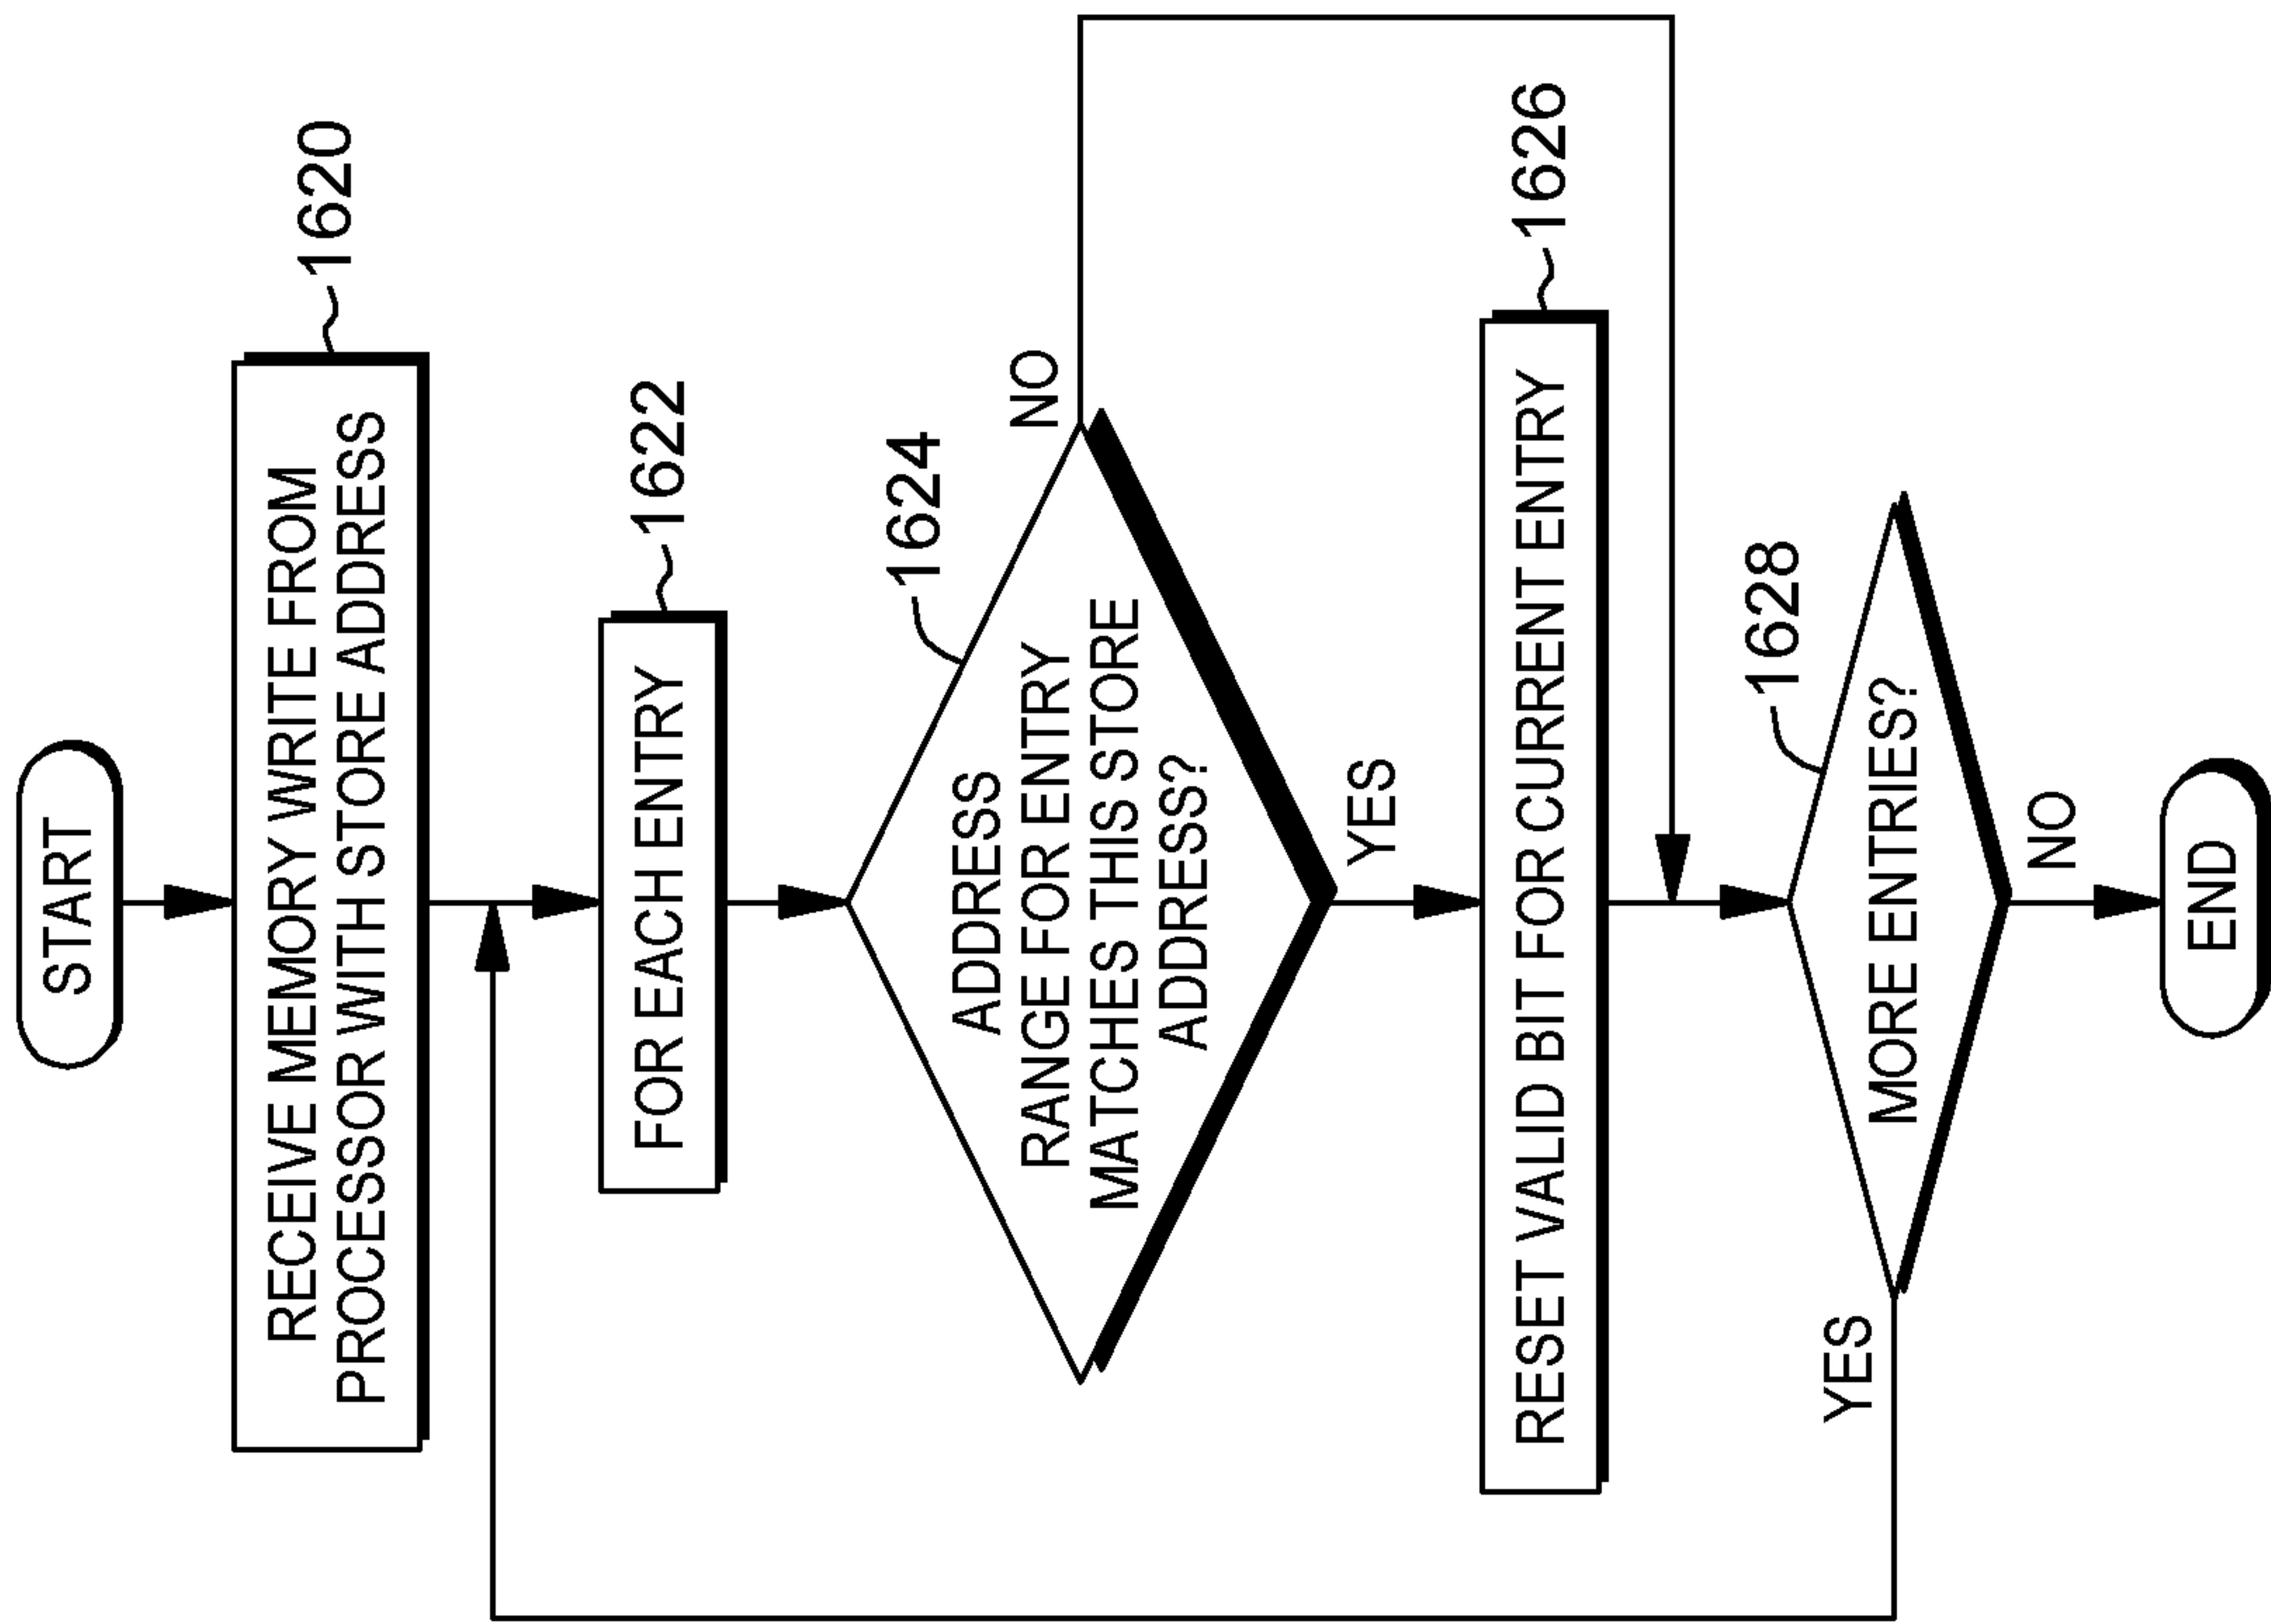 START
RECEIVE MEMORY WRITE FROM
PROCESSOR WITH STORE ADDRESS
1620
FOR EACH ENTRY
1622
1624
ADDRESS
RANGE FOR ENTRY
MATCHES THIS STORE
ADDRESS?
NO
YES
RESET VALID BIT FOR CURRENT ENTRY
1626
1628
MORE ENTRIES?
YES
NO
END